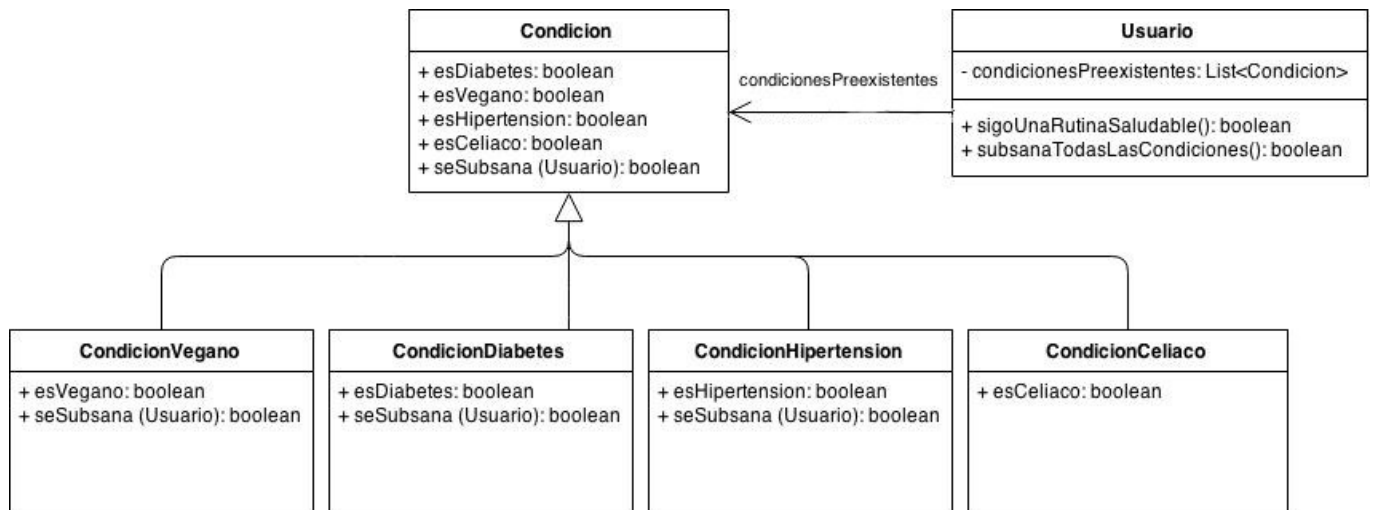 Condicion
+ esDiabetes: boolean
+ esVegano: boolean
+ esHipertension: boolean
+ esCeliaco: boolean
+ seSubsana (Usuario): boolean
condicionesPreexistentes
Usuario
- condicionesPreexistentes: List<Condicion>
+ sigoUnaRutinaSaludable(): boolean
+ subsanaTodasLasCondiciones(): boolean
CondicionVegano
+ esVegano: boolean
+ seSubsana (Usuario): boolean
CondicionDiabetes
+ esDiabetes: boolean
+ seSubsana (Usuario): boolean
CondicionHipertension
+ esHipertension: boolean
+ seSubsana (Usuario): boolean
CondicionCeliaco
+ esCeliaco: boolean